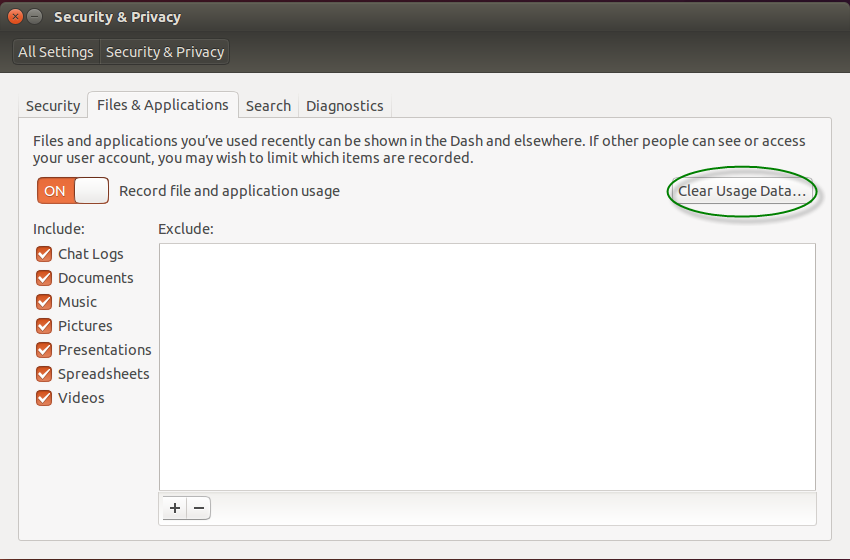 Security & Privacy
All Settings Security & Privacy
Security Files & Applications Search Diagnostics
Files and applications you’ve used recently can be shown in the Dash and elsewhere. If other people can see or access
your user account, you may wish to limit which items are recorded.
ON Record file and application usage Clear Usage Data…
Include: Exclude:
Chat Logs
Documents
Music
Pictures
Presentations
Spreadsheets
Videos